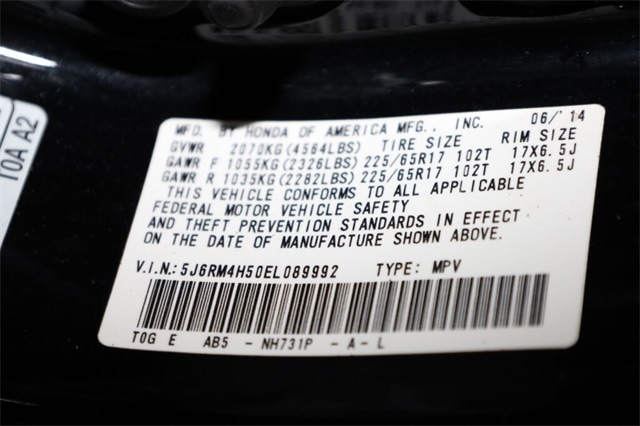 10A A2
MFD. BY HONDA OF AMERICA MFG., INC. 06/'14
GVWR 2070KG(4564LBS) TIRE SIZE RIM SIZE
GAWR F 1055KG(2326LBS) 225/65R17 102T 17X6.5J
GAWR R 1035KG(2282LBS) 225/65R17 102T 17X6.5J
THIS VEHICLE CONFORMS TO ALL APPLICABLE
FEDERAL MOTOR VEHICLE SAFETY
AND THEFT PREVENTION STANDARDS IN EFFECT
ON THE DATE OF MANUFACTURE SHOWN ABOVE.
V.I.N.: 5J6RM4H50EL089992 TYPE: MPV
T0G E AB5 - NH731P - A - L